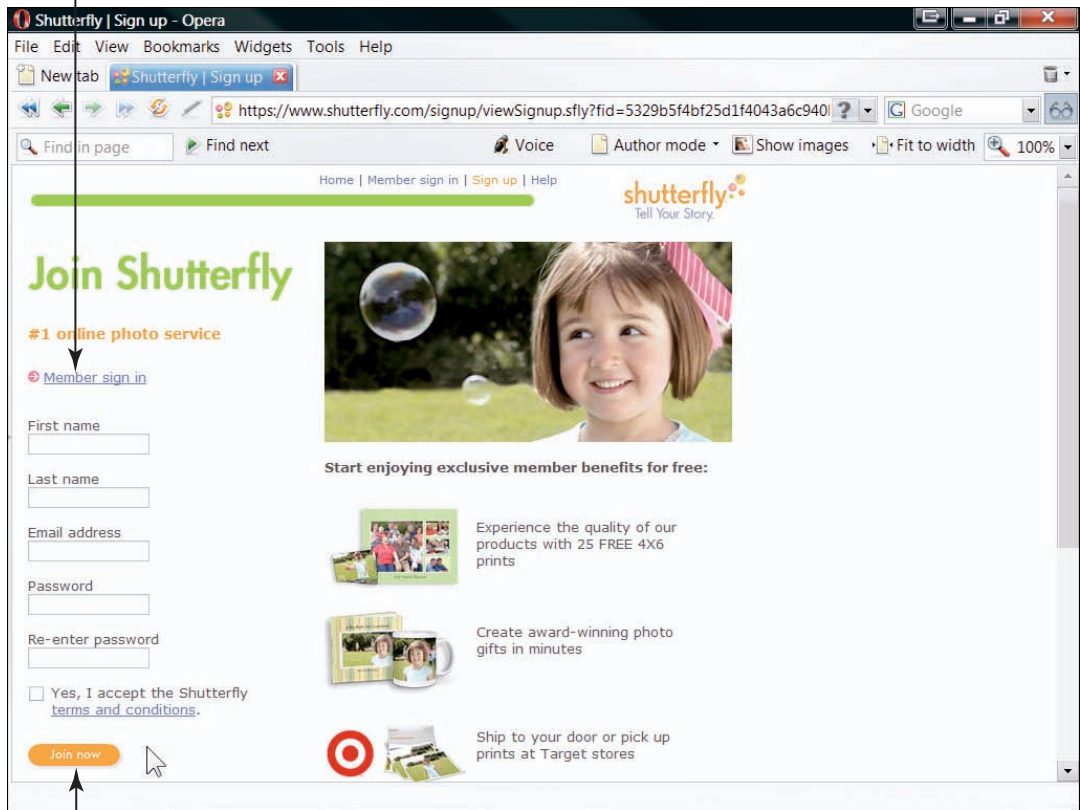 Shutterfly | Sign up - Opera
File Edit View Bookmarks Widgets Tools Help
New tab Shutterfly | Sign up
https://www.shutterfly.com/signup/viewSignup.sfly?fid=5329b5f4bf25d1f4043a6c940 ? Google
Find in page Find next Voice Author mode Show images Fit to width 100%
Home | Member sign in | Sign up | Help
shutterfly
Tell Your Story.
Join Shutterfly
#1 online photo service
Member sign in
First name
Last name
Email address
Password
Re-enter password
Yes, I accept the Shutterfly
terms and conditions.
Join now
Start enjoying exclusive member benefits for free:
Experience the quality of our
products with 25 FREE 4X6
prints
Create award-winning photo
gifts in minutes
Ship to your door or pick up
prints at Target stores